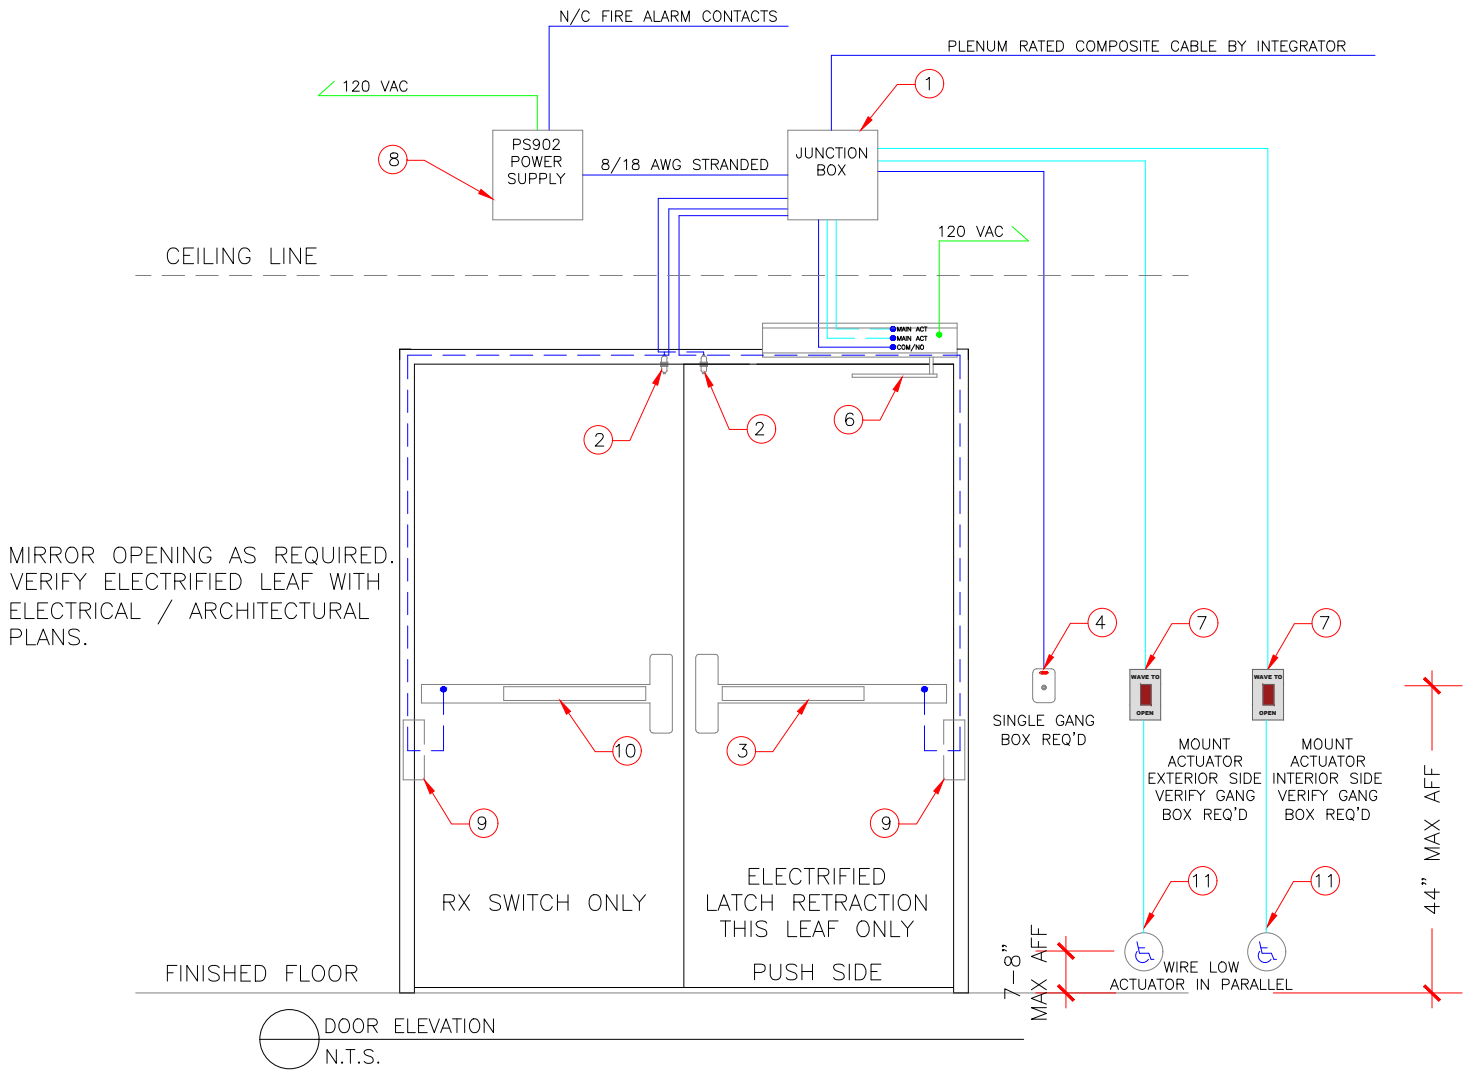 N/C FIRE ALARM CONTACTS
PLENUM RATED COMPOSITE CABLE BY INTEGRATOR
120 VAC
1
PS902
POWER
SUPPLY
8
8/18 AWG STRANDED
JUNCTION
BOX
120 VAC
CEILING LINE
MAIN ACT
MAIN ACT
COM/NO
2
2
6
MIRROR OPENING AS REQUIRED.
VERIFY ELECTRIFIED LEAF WITH
ELECTRICAL / ARCHITECTURAL
PLANS.
4
7
7
WAVE TO
OPEN
WAVE TO
OPEN
SINGLE GANG
BOX REQ'D
10
3
MOUNT
ACTUATOR
EXTERIOR SIDE
VERIFY GANG
BOX REQ'D
MOUNT
ACTUATOR
INTERIOR SIDE
VERIFY GANG
BOX REQ'D
44" MAX AFF
9
9
11
11
RX SWITCH ONLY
ELECTRIFIED
LATCH RETRACTION
THIS LEAF ONLY
PUSH SIDE
7-8"
MAX AFF
WIRE LOW
ACTUATOR IN PARALLEL
FINISHED FLOOR
DOOR ELEVATION
N.T.S.